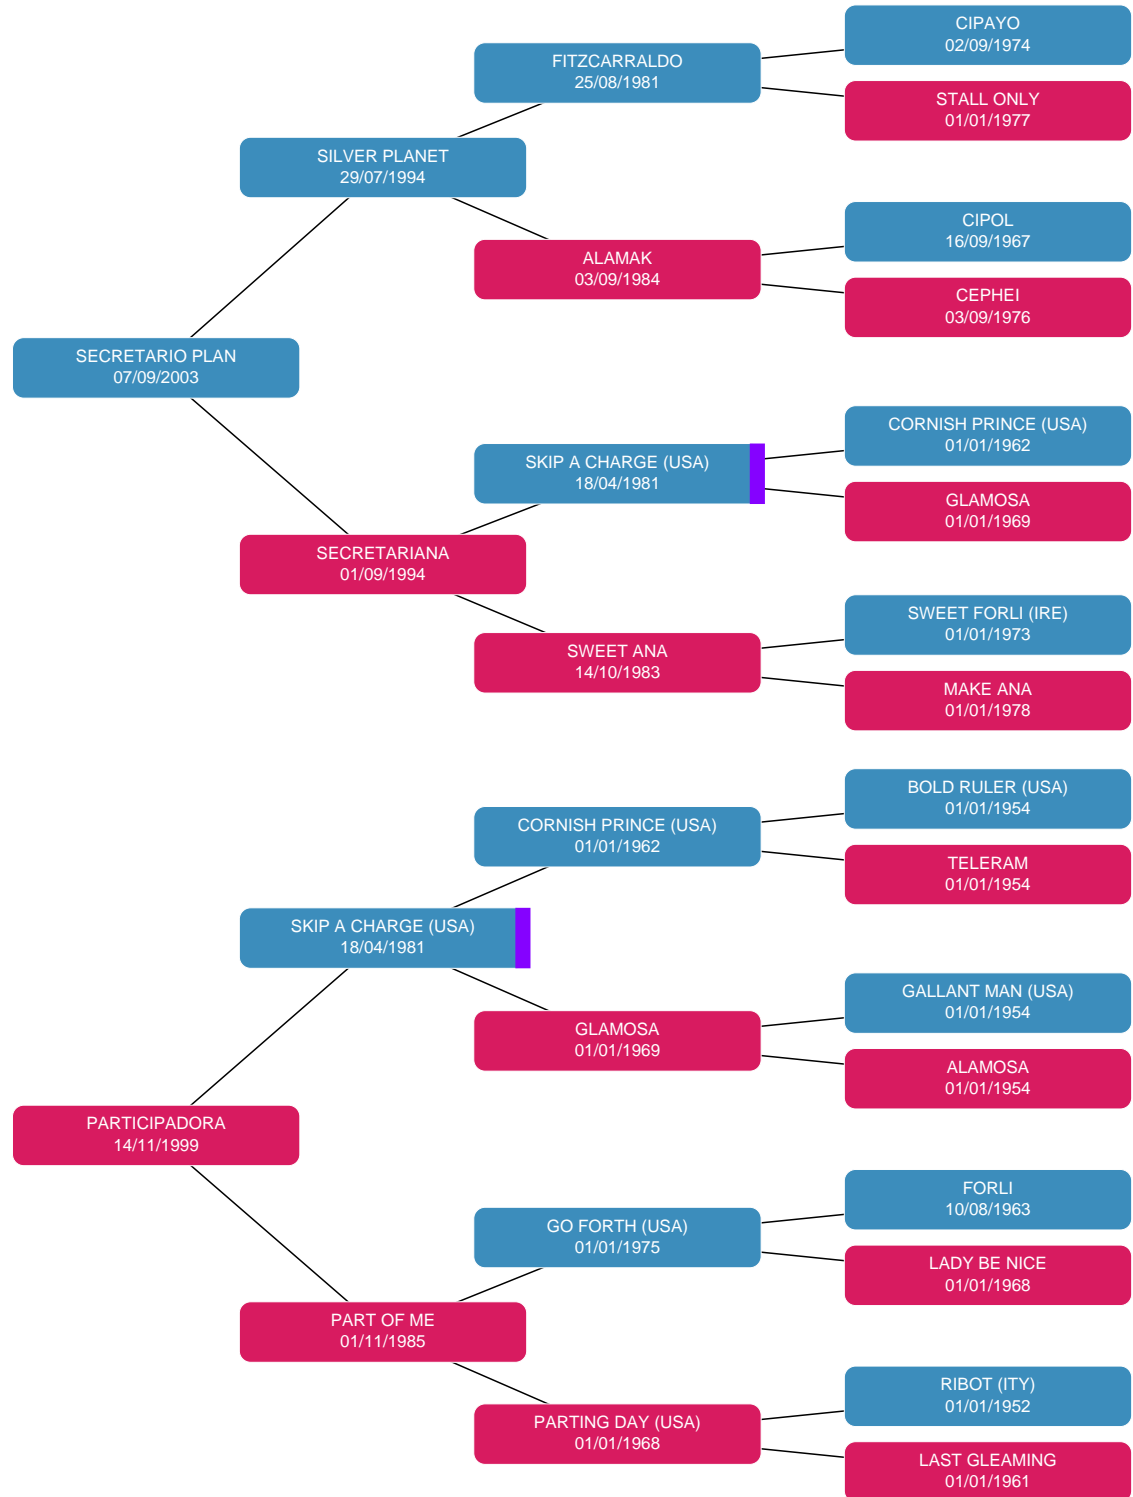 CIPAYO
02/09/1974
FITZCARRALDO
25/08/1981
STALL ONLY
01/01/1977
SILVER PLANET
29/07/1994
CIPOL
16/09/1967
ALAMAK
03/09/1984
CEPHEI
03/09/1976
SECRETARIO PLAN
07/09/2003
CORNISH PRINCE (USA)
01/01/1962
SKIP A CHARGE (USA)
18/04/1981
GLAMOSA
01/01/1969
SECRETARIANA
01/09/1994
SWEET FORLI (IRE)
01/01/1973
SWEET ANA
14/10/1983
MAKE ANA
01/01/1978
BOLD RULER (USA)
01/01/1954
CORNISH PRINCE (USA)
01/01/1962
TELERAM
01/01/1954
SKIP A CHARGE (USA)
18/04/1981
GALLANT MAN (USA)
01/01/1954
GLAMOSA
01/01/1969
ALAMOSA
01/01/1954
PARTICIPADORA
14/11/1999
FORLI
10/08/1963
GO FORTH (USA)
01/01/1975
LADY BE NICE
01/01/1968
PART OF ME
01/11/1985
RIBOT (ITY)
01/01/1952
PARTING DAY (USA)
01/01/1968
LAST GLEAMING
01/01/1961